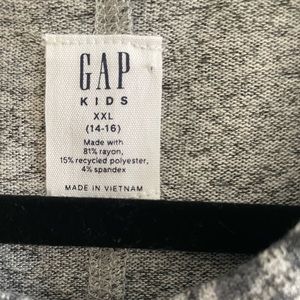 GAP
KIDS
XXL
(14-16)
Made with
81% rayon,
15% recycled polyester,
4% spandex
MADE IN VIETNAM